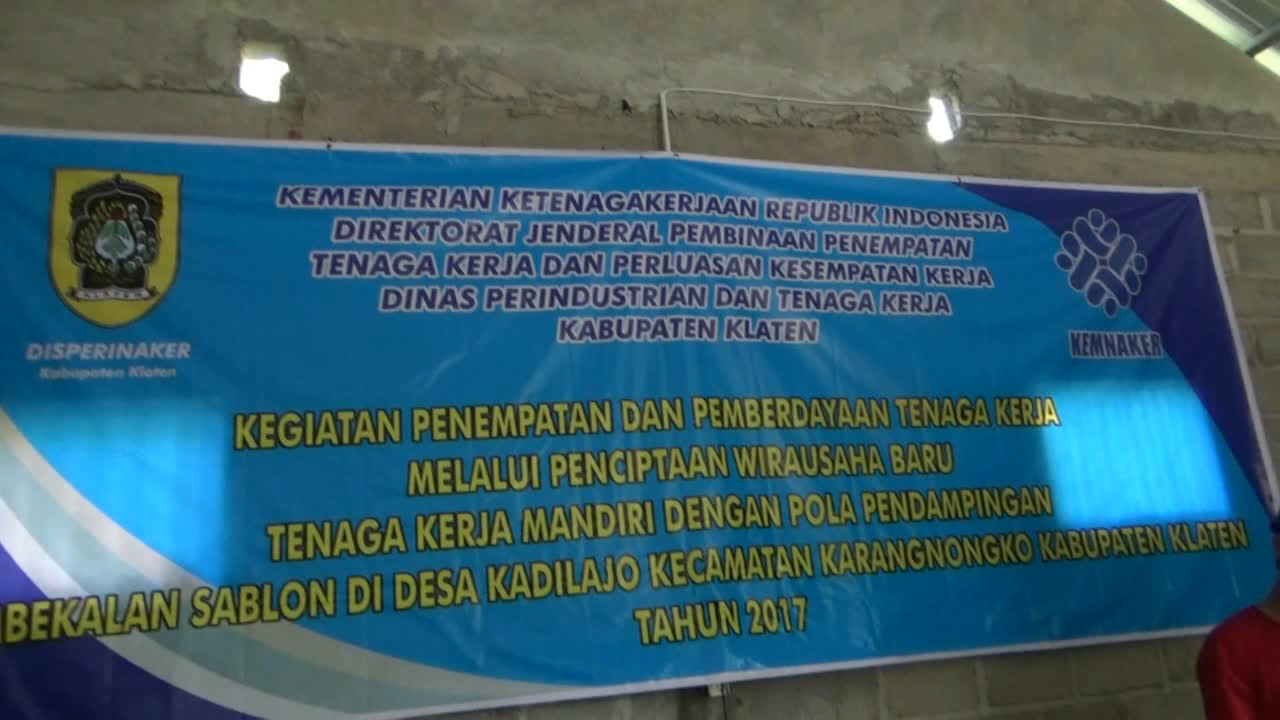 KEMENTERIAN KETENAGAKERJAAN REPUBLIK INDONESIA
DIREKTORAT JENDERAL PEMBINAAN PENEMPATAN
TENAGA KERJA DAN PERLUASAN KESEMPATAN KERJA
DINAS PERINDUSTRIAN DAN TENAGA KERJA
KABUPATEN KLATEN
KLATEN
DISPERINAKER
Kabupaten Klaten
KEMNAKER
KEGIATAN PENEMPATAN DAN PEMBERDAYAAN TENAGA KERJA
MELALUI PENCIPTAAN WIRAUSAHA BARU
TENAGA KERJA MANDIRI DENGAN POLA PENDAMPINGAN
SABLON DI DESA KADILAJO KECAMATAN KARANGNONGKO KABUPATEN KLATEN
TAHUN 2017